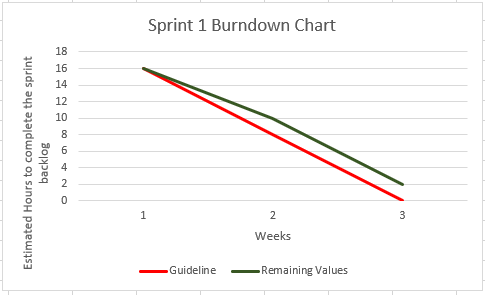 Sprint 1 Burndown Chart
Estimated Hours to complete the sprint
backlog
18
16
14
12
10
8
6
4
2
0
1 2 3
Weeks
Guideline Remaining Values